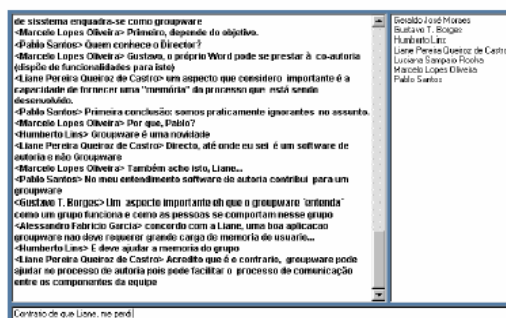 de sisstema enquadra-se como groupware
<Marcelo Lopes Oliveira> Primeiro, depende do objetivo.
<Pablo Santos> Quem conhece o Director?
<Marcelo Lopes Oliveira> Gustavo, o próprio Word pode se prestar à co-autoria
(dispõe de funcionalidades para isto)
<Liane Pereira Queiroz de Castro> um aspecto que considero importante é a
capacidade de fornecer uma "memória" do processo que está sendo
desenvolvido.
<Pablo Santos> Primeira conclusão: somos praticamente ignorantes no assunto.
<Marcelo Lopes Oliveira> Por que, Pablo?
<Humberto Lins> Groupware é uma novidade
<Liane Pereira Queiroz de Castro> Directo, até onde eu sei é um software de
autoria e não Groupware
<Marcelo Lopes Oliveira> Também acho isto, Liane...
<Pablo Santos> No meu entendimento software de autoria contribui para um
groupware
<Gustavo T. Borges> Um aspecto importante eh que o groupware 'entenda'
como um grupo funciona e como as pessoas se comportam nesse grupo
<Alessandro Fabricio Garcia> concordo com a Liane, uma boa aplicacao
groupware nao deve requerer grande carga de memoria do usuario...
<Humberto Lins> E deve ajudar a memoria do grupo
<Liane Pereira Queiroz de Castro> Acredito que é o contrario, groupware pode
ajudar no processo de autoria pois pode facilitar o processo de comunicação
entre os componentes da equipe
Contrario de que Liane, me perdi
Geraldo José Moraes
Gustavo T. Borges
Humberto Lins
Liane Pereira Queiroz de Castro
Luciana Sampaio Rocha
Marcelo Lopes Oliveira
Pablo Santos